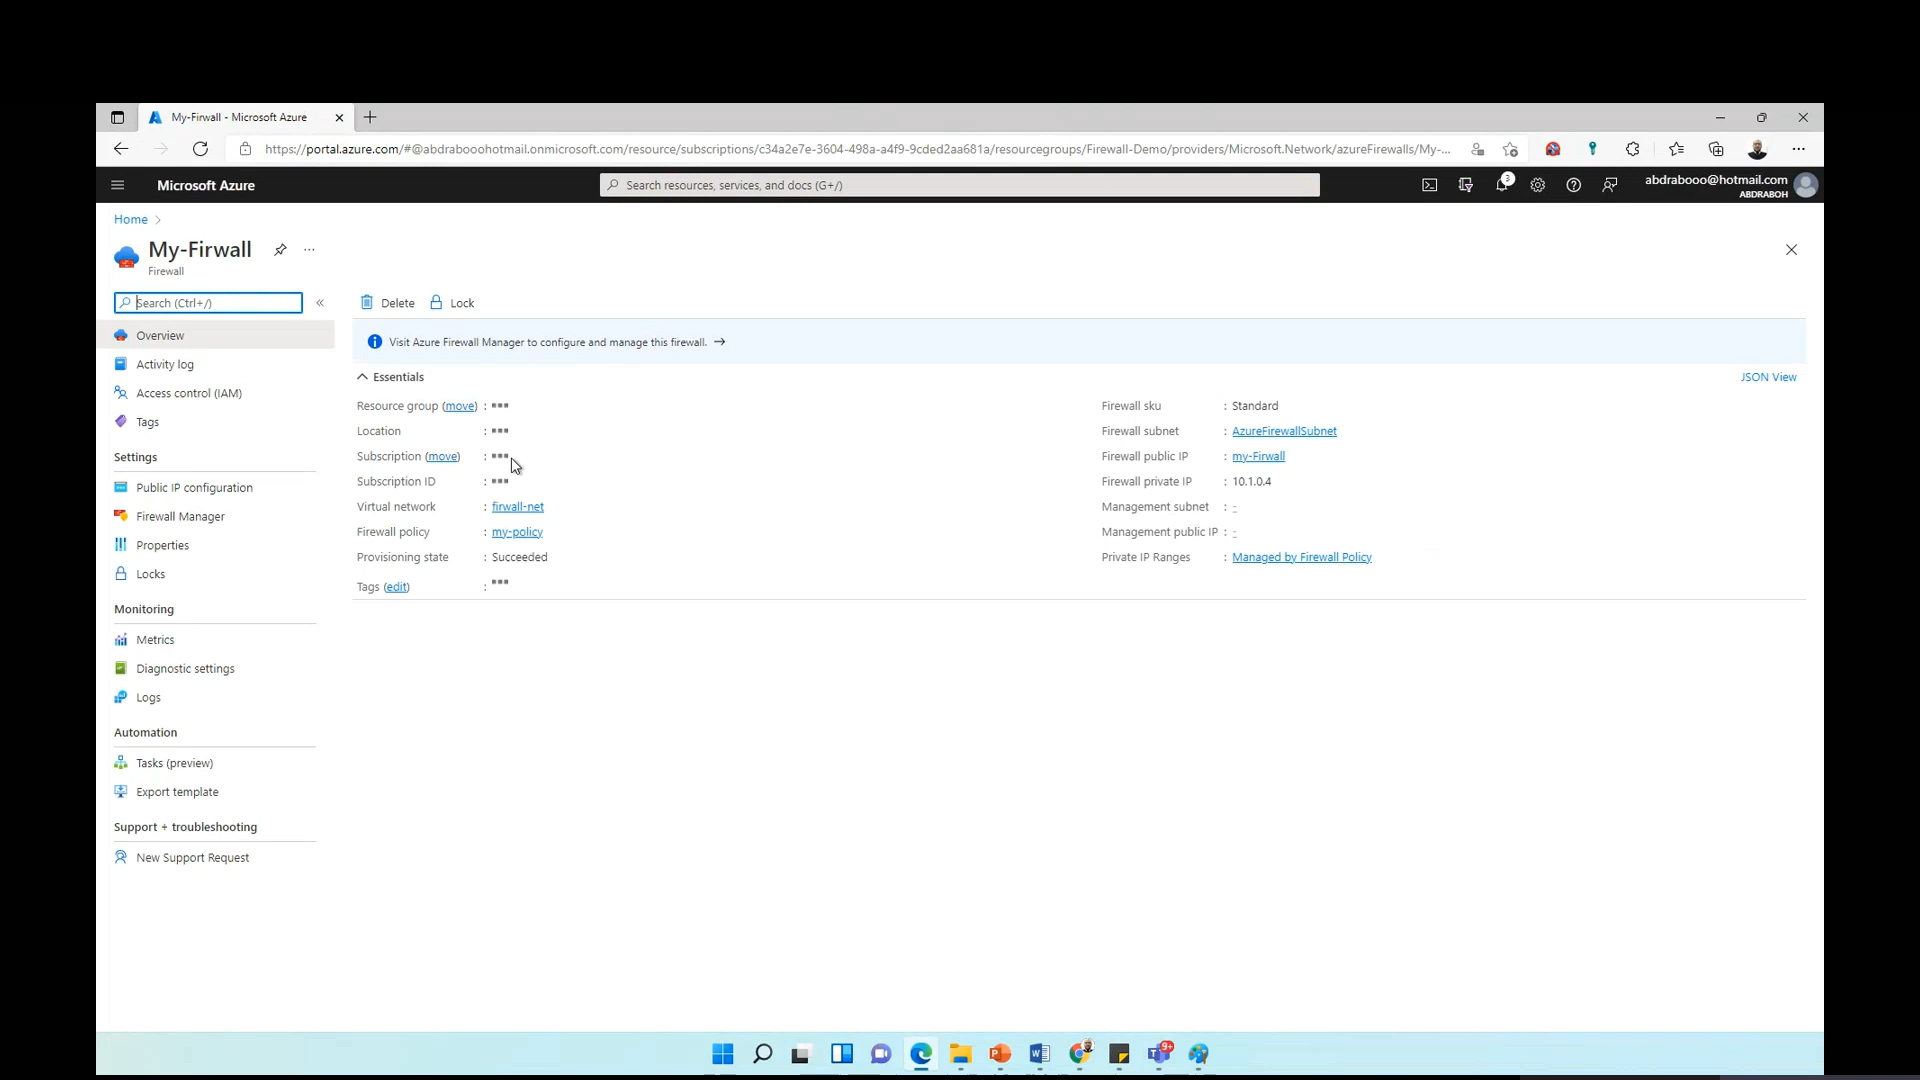 My-Firwall - Microsoft Azure
https://portal.azure.com/#@abdrabooohotmail.onmicrosoft.com/resource/subscriptions/c34a2e7e-3604-498a-a4f9-9cded2aa681a/resourcegroups/Firewall-Demo/providers/Microsoft.Network/azureFirewalls/My-...
Microsoft Azure
Search resources, services, and docs (G+/)
3
abdrabooo@hotmail.com
ABDRABOH
Home
My-Firwall
Firewall
Search (Ctrl+/)
Overview
Activity log
Access control (IAM)
Tags
Settings
Public IP configuration
Firewall Manager
Properties
Locks
Monitoring
Metrics
Diagnostic settings
Logs
Automation
Tasks (preview)
Export template
Support + troubleshooting
New Support Request
Delete
Lock
Visit Azure Firewall Manager to configure and manage this firewall. →
Essentials
JSON View
Resource group (move) :
Location :
Subscription (move) :
Subscription ID :
Virtual network : firwall-net
Firewall policy : my-policy
Provisioning state : Succeeded
Tags (edit) :
Firewall sku : Standard
Firewall subnet : AzureFirewallSubnet
Firewall public IP : my-Firwall
Firewall private IP : 10.1.0.4
Management subnet : -
Management public IP : -
Private IP Ranges : Managed by Firewall Policy
9+